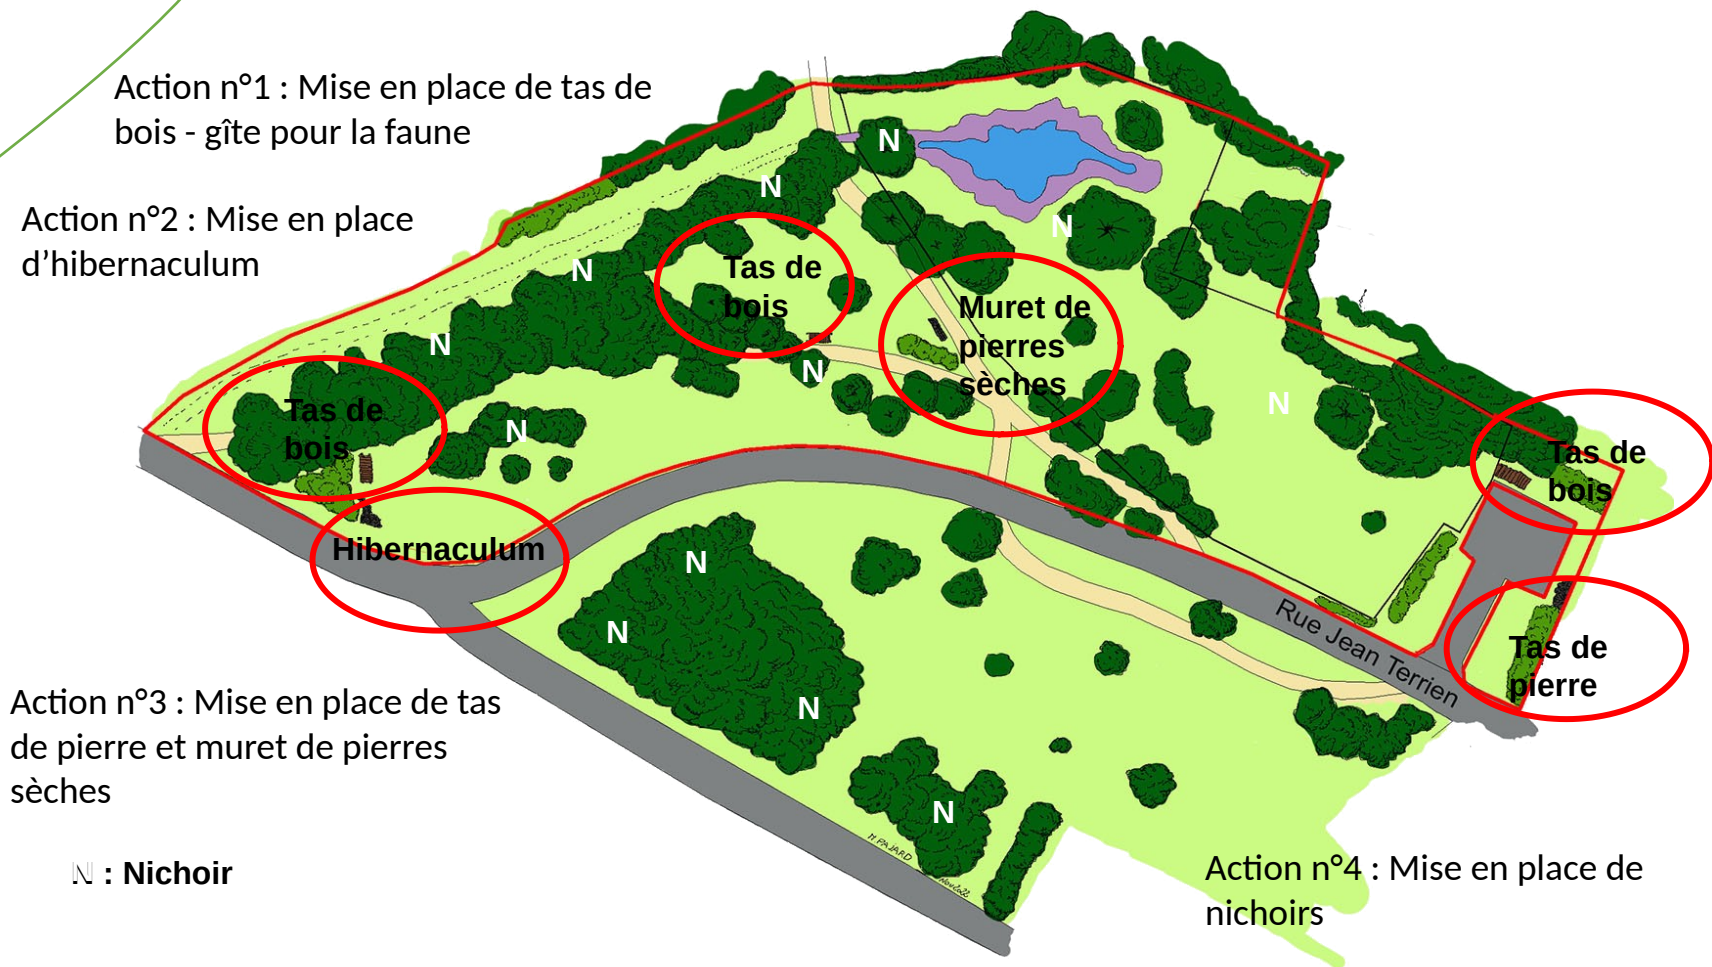 Action n°1 : Mise en place de tas de
bois - gîte pour la faune
Action n°2 : Mise en place
d'hibernaculum
N
N
N
N
Tas de
bois
N
Muret de
pierres
sèches
N
N
N
Tas de
bois
N
Tas de
bois
Hibernaculum
N
N
N
Rue Jean Terrien
Tas de
pierre
Action n°3 : Mise en place de tas
de pierre et muret de pierres
sèches
N
M. PAJARD
N : Nichoir
Action n°4 : Mise en place de
nichoirs